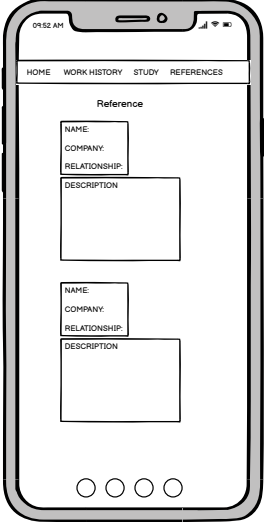 09:52 AM
HOME WORK HISTORY STUDY REFERENCES
Reference
NAME:
COMPANY:
RELATIONSHIP:
DESCRIPTION
NAME:
COMPANY:
RELATIONSHIP:
DESCRIPTION